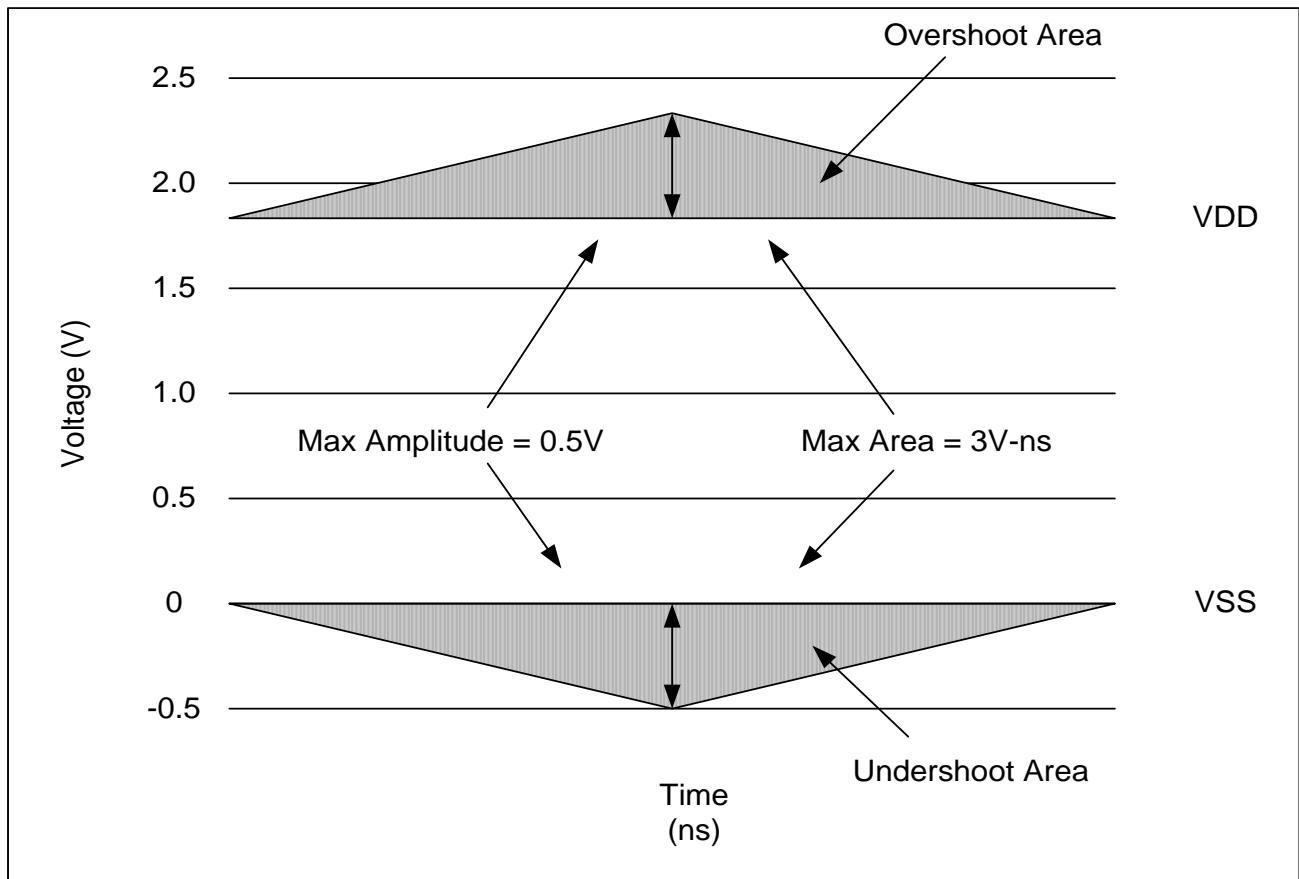 Overshoot Area
2.5
2.0
VDD
1.5
Voltage (V)
1.0
Max Amplitude = 0.5V
Max Area = 3V-ns
0.5
0
VSS
-0.5
Undershoot Area
Time
(ns)